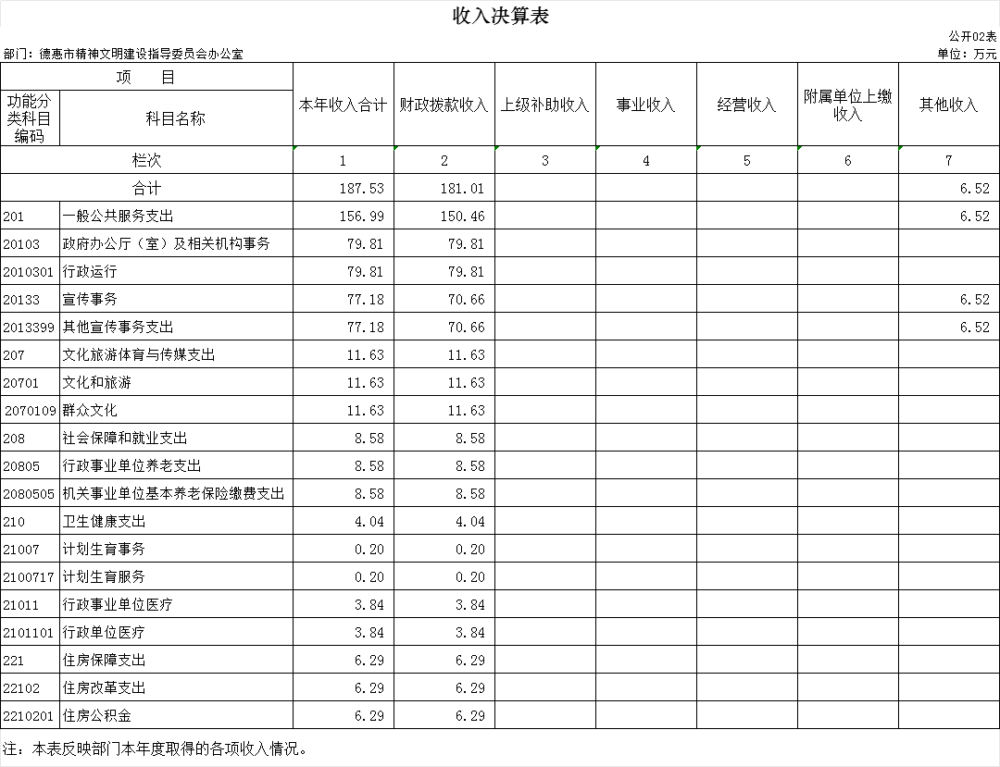 收入决算表
公开02表
部门：德惠市精神文明建设指导委员会办公室 单位：万元
项 目
功能分类科目编码 科目名称 本年收入合计 财政拨款收入 上级补助收入 事业收入 经营收入 附属单位上缴收入 其他收入
栏次 1 2 3 4 5 6 7
合计 187.53 181.01 6.52
201 一般公共服务支出 156.99 150.46 6.52
20103 政府办公厅（室）及相关机构事务 79.81 79.81
2010301 行政运行 79.81 79.81
20133 宣传事务 77.18 70.66 6.52
2013399 其他宣传事务支出 77.18 70.66 6.52
207 文化旅游体育与传媒支出 11.63 11.63
20701 文化和旅游 11.63 11.63
2070109 群众文化 11.63 11.63
208 社会保障和就业支出 8.58 8.58
20805 行政事业单位养老支出 8.58 8.58
2080505 机关事业单位基本养老保险缴费支出 8.58 8.58
210 卫生健康支出 4.04 4.04
21007 计划生育事务 0.20 0.20
2100717 计划生育服务 0.20 0.20
21011 行政事业单位医疗 3.84 3.84
2101101 行政单位医疗 3.84 3.84
221 住房保障支出 6.29 6.29
22102 住房改革支出 6.29 6.29
2210201 住房公积金 6.29 6.29
注：本表反映部门本年度取得的各项收入情况。